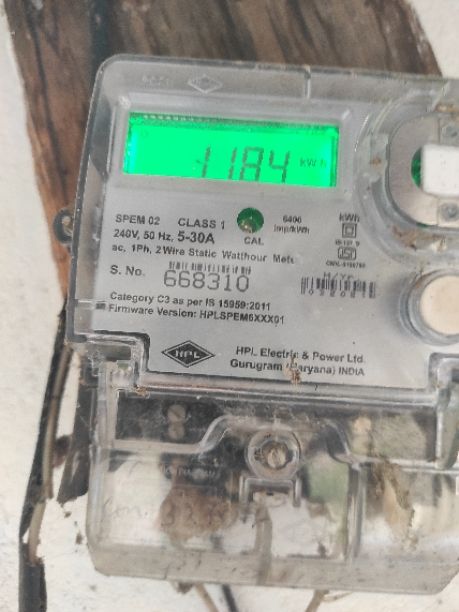 1184 kWh
SPEM 02 CLASS 1
240V, 50 Hz, 5-30A
CAL
6400
imp/kWh
kWh
ac, 1Ph, 2 Wire Static Watthour Mete
S. No.
668310
M/Yr.
Category C3 as per IS 15959:2011
Firmware Version: HPLSPEM6XXX01
HPL
HPL Electric & Power Ltd.
Gurugram (Haryana) INDIA